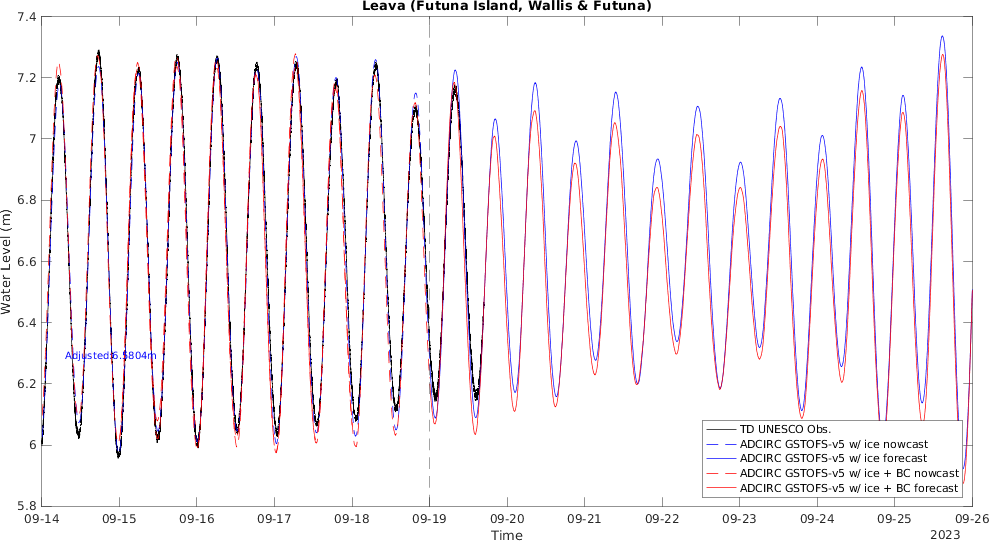 Leava (Futuna Island, Wallis & Futuna)
7.4
7.2
7
6.8
6.6
6.4
6.2
6
5.8
Water Level (m)
Adjusted:6.5804m
TD UNESCO Obs.
ADCIRC GSTOFS-v5 w/ ice nowcast
ADCIRC GSTOFS-v5 w/ ice forecast
ADCIRC GSTOFS-v5 w/ ice + BC nowcast
ADCIRC GSTOFS-v5 w/ ice + BC forecast
09-14 09-15 09-16 09-17 09-18 09-19 09-20 09-21 09-22 09-23 09-24 09-25 09-26
Time
2023